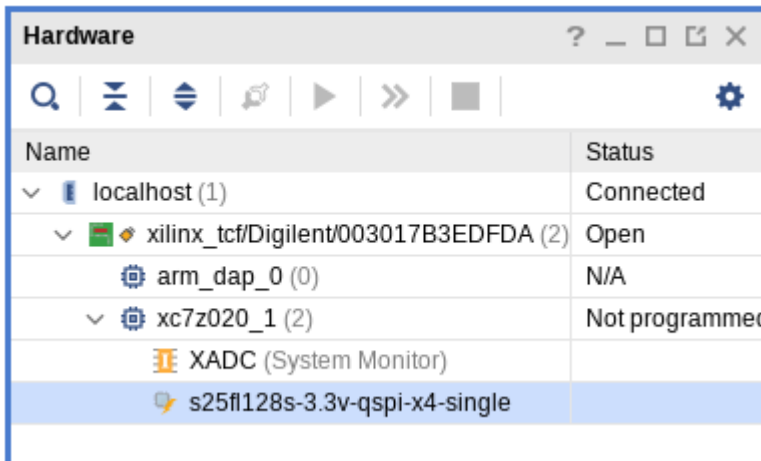 Hardware
Name Status
localhost (1) Connected
xilinx_tcf/Digilent/003017B3EDFDA (2) Open
arm_dap_0 (0) N/A
xc7z020_1 (2) Not programmed
XADC (System Monitor)
s25fl128s-3.3v-qspi-x4-single